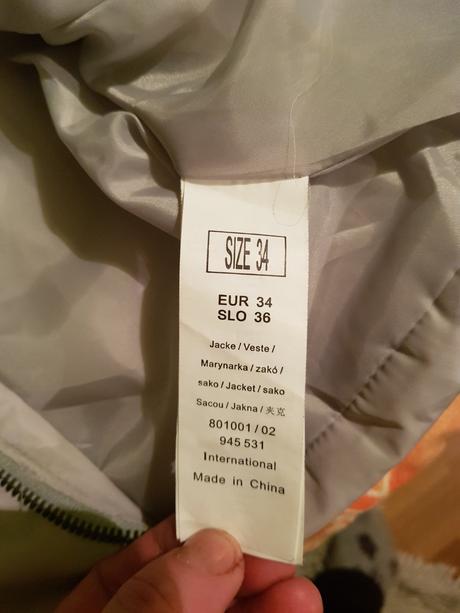 SIZE 34
EUR 34
SLO 36
Jacke / Veste /
Marynarka / zakó /
sako / Jacket / sako
Sacou / Jakna / 夹克
801001 / 02
945 531
International
Made in China